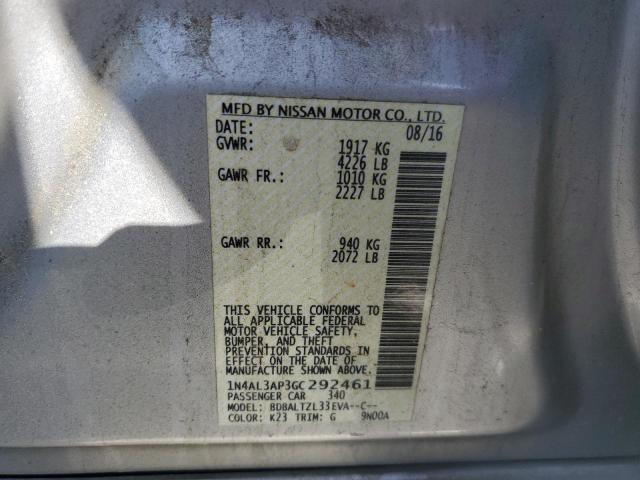 MFD BY NISSAN MOTOR CO., LTD.
DATE: 08/16
GVWR: 1917 KG
4226 LB
GAWR FR.: 1010 KG
2227 LB
GAWR RR.: 940 KG
2072 LB
THIS VEHICLE CONFORMS TO
ALL APPLICABLE FEDERAL
MOTOR VEHICLE SAFETY,
BUMPER, AND THEFT
PREVENTION STANDARDS IN
EFFECT ON THE DATE OF
MANUFACTURE SHOWN ABOVE.
1N4AL3AP3GC292461
PASSENGER CAR 340
MODEL: BDBALTZL33EVA--C--
COLOR: K23 TRIM: G 9N00A